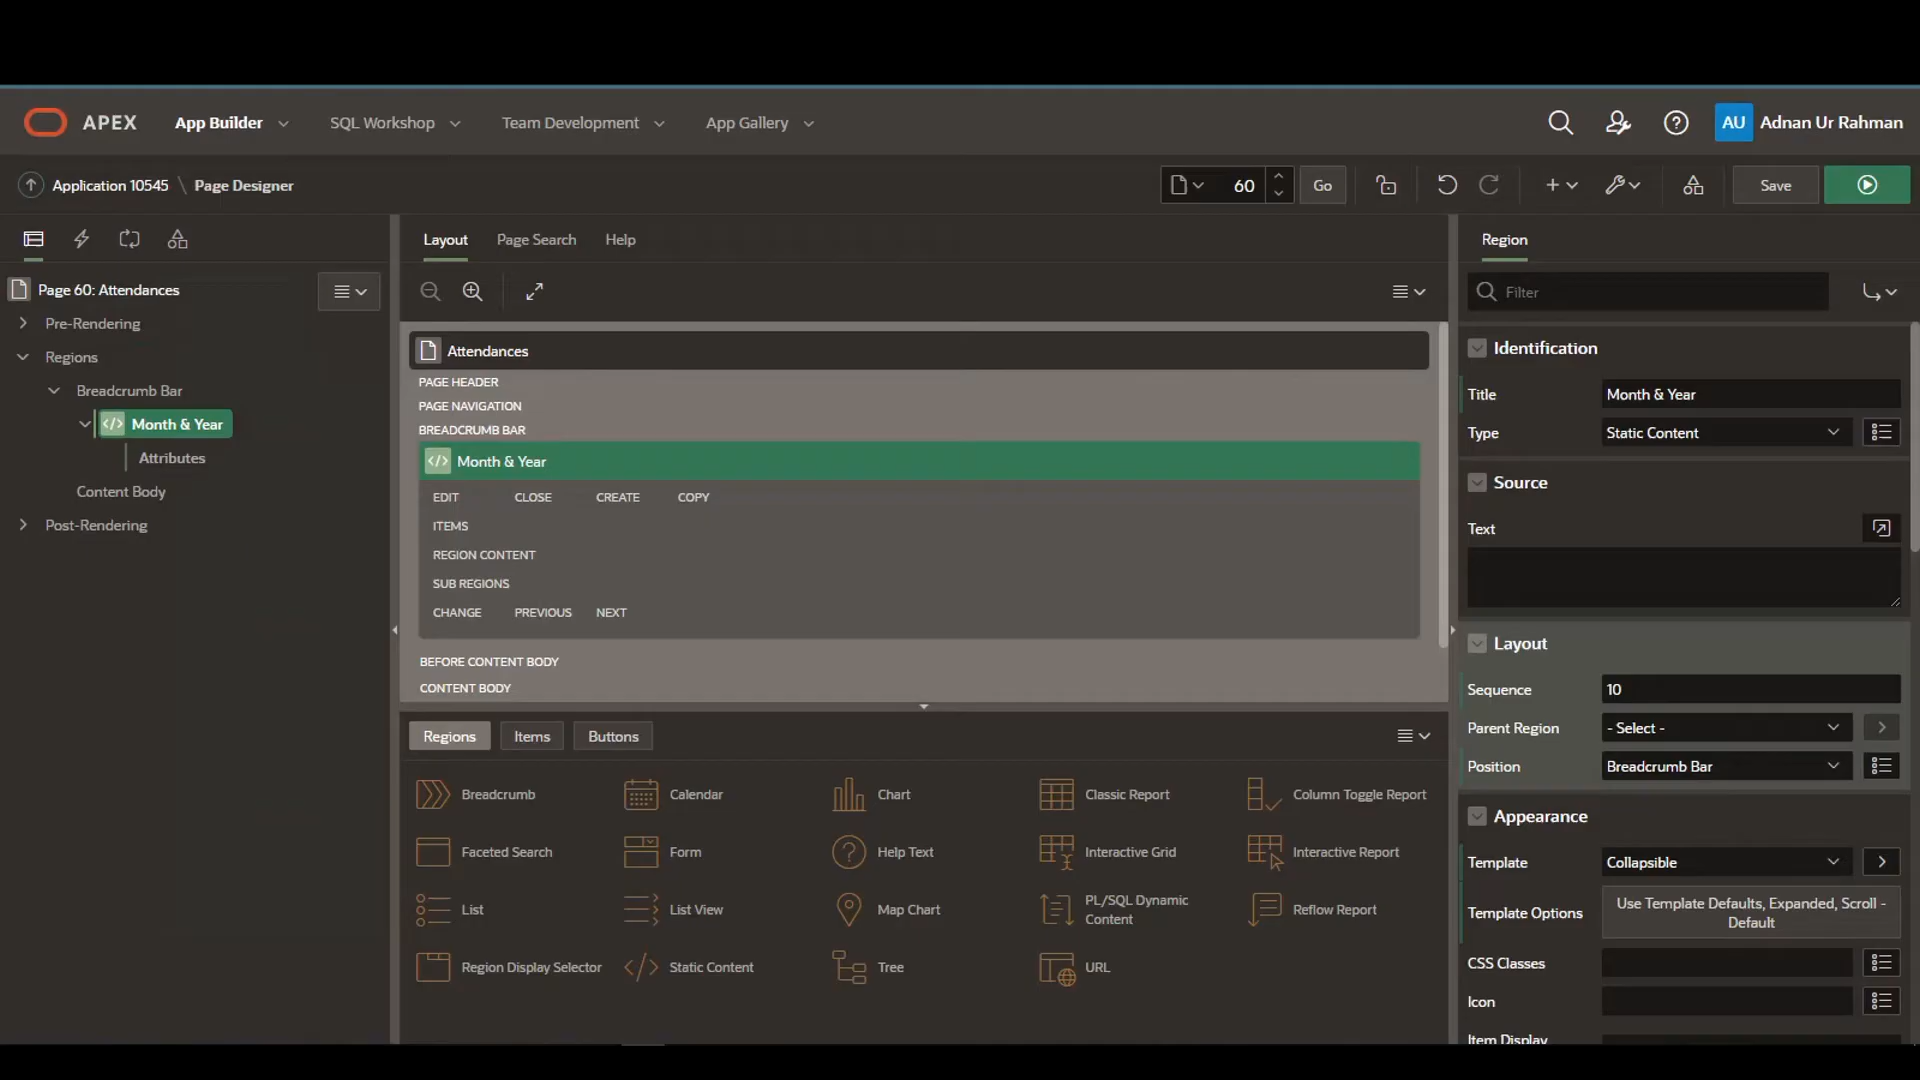 APEX
App Builder
SQL Workshop
Team Development
App Gallery
AU
Adnan Ur Rahman
Application 10545 \ Page Designer
60
Go
Save
Page 60: Attendances
Pre-Rendering
Regions
Breadcrumb Bar
Month & Year
Attributes
Content Body
Post-Rendering
Layout
Page Search
Help
Attendances
PAGE HEADER
PAGE NAVIGATION
BREADCRUMB BAR
Month & Year
EDIT CLOSE CREATE COPY
ITEMS
REGION CONTENT
SUB REGIONS
CHANGE PREVIOUS NEXT
BEFORE CONTENT BODY
CONTENT BODY
Regions
Items
Buttons
Breadcrumb
Calendar
Chart
Classic Report
Column Toggle Report
Faceted Search
Form
Help Text
Interactive Grid
Interactive Report
List
List View
Map Chart
PL/SQL Dynamic
Content
Reflow Report
Region Display Selector
Static Content
Tree
URL
Region
Filter
Identification
Title Month & Year
Type Static Content
Source
Text
Layout
Sequence 10
Parent Region - Select -
Position Breadcrumb Bar
Appearance
Template Collapsible
Template Options Use Template Defaults, Expanded, Scroll -
Default
CSS Classes
Icon
Item Display